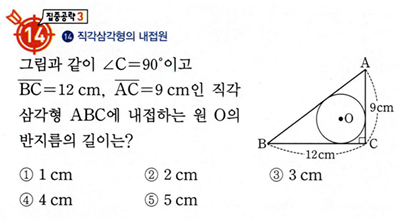 집중공략 3
14
14 직각삼각형의 내접원
그림과 같이 ∠C=90°이고
BC=12 cm, AC=9 cm인 직각
삼각형 ABC에 내접하는 원 O의
반지름의 길이는?
① 1 cm ② 2 cm ③ 3 cm
④ 4 cm ⑤ 5 cm
A
9cm
O
B
C
12cm